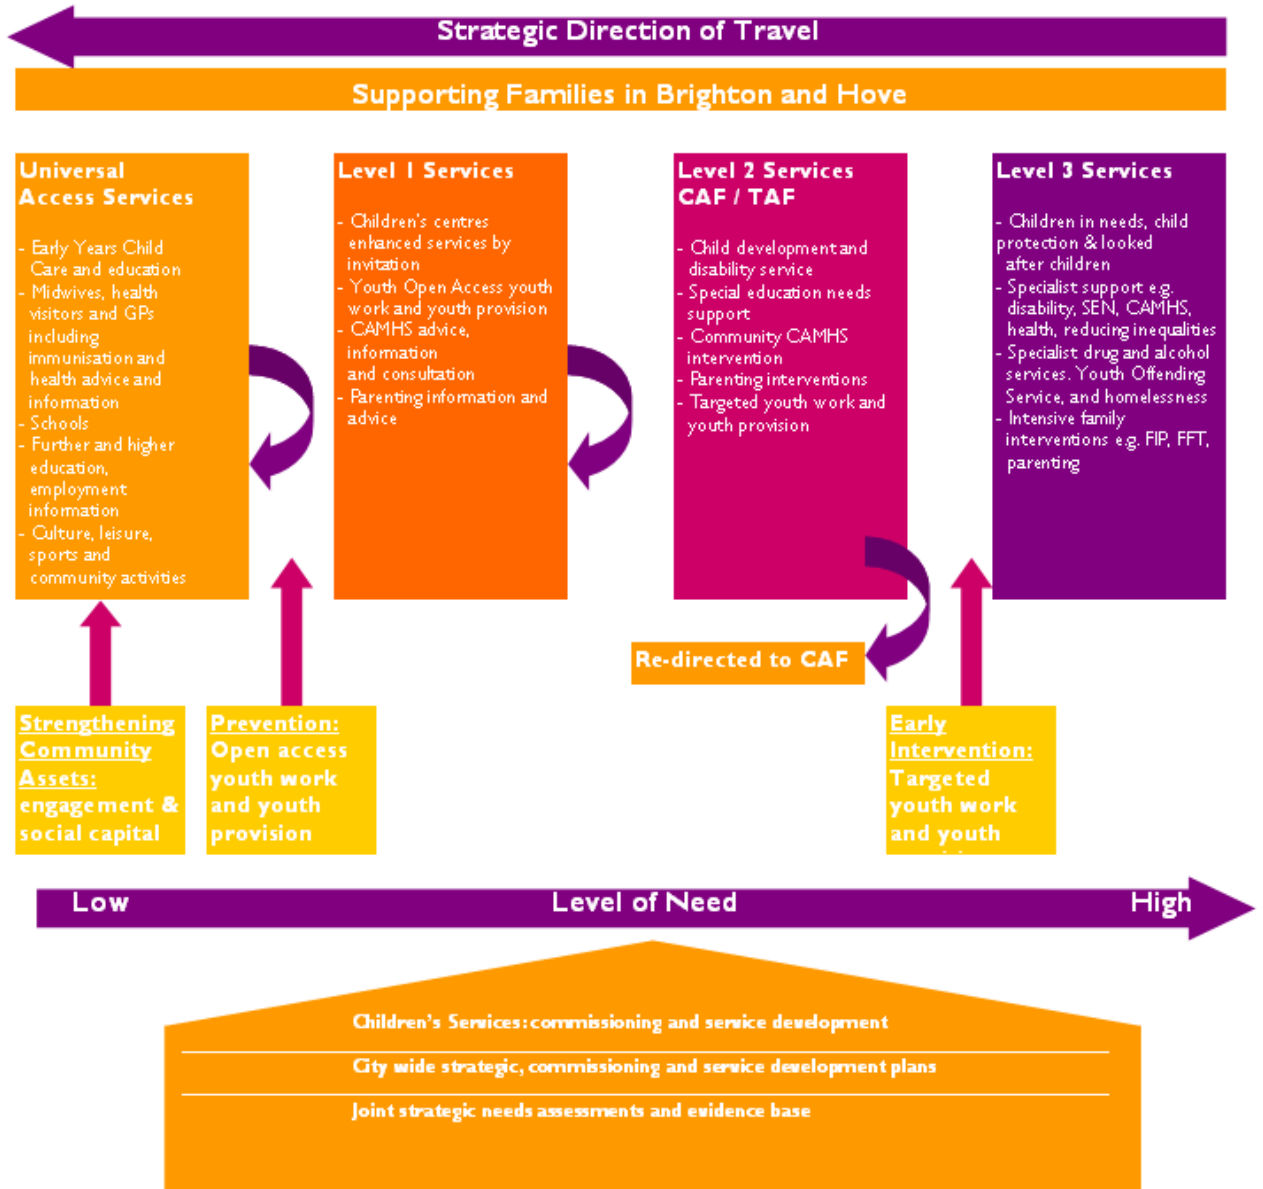 Strategic Direction of Travel
Supporting Families in Brighton and Hove
Universal
Access Services
- Early Years Child
Care and education
- Midwives, health
visitors and GPs
including
immunisation and
health advice and
information
- Schools
- Further and higher
education,
employment
information
- Culture, leisure,
sports and
community activities
Level 1 Services
- Children's centres
enhanced services by
invitation
- Youth Open Access youth
work and youth provision
- CAMHS advice,
information
and consultation
- Parenting information and
advice
Level 2 Services
CAF / TAF
- Child development and
disability service
- Special education needs
support
- Community CAMHS
intervention
- Parenting interventions
- Targeted youth work and
youth provision
Level 3 Services
- Children in needs, child
protection & looked
after children
- Specialist support e.g.
disability, SEN, CAMHS,
health, reducing inequalities
- Specialist drug and alcohol
services. Youth Offending
Service, and homelessness
- Intensive family
interventions e.g. FIP, FFT,
parenting
Re-directed to CAF
Strengthening
Community
Assets:
engagement &
social capital
Prevention:
Open access
youth work
and youth
provision
Early
Intervention:
Targeted
youth work
and youth
Low Level of Need High
Children's Services: commissioning and service development
City wide strategic, commissioning and service development plans
Joint strategic needs assessments and evidence base